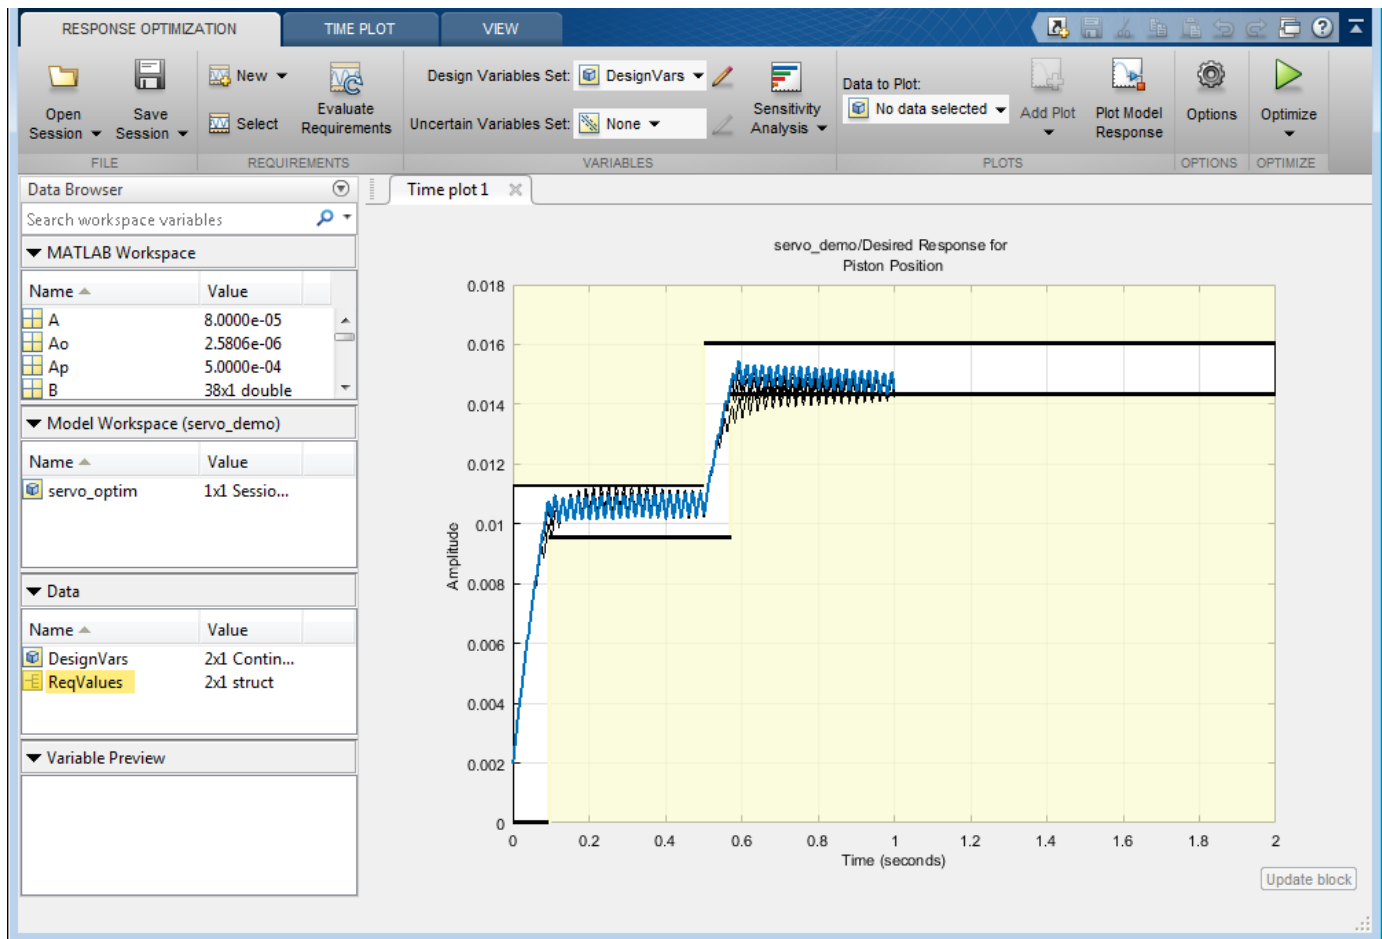 RESPONSE OPTIMIZATION
TIME PLOT
VIEW
Open Session
Save Session
New
Select
Evaluate Requirements
Design Variables Set:
DesignVars
Uncertain Variables Set:
None
Sensitivity Analysis
Data to Plot:
No data selected
Add Plot
Plot Model Response
Options
Optimize
FILE
REQUIREMENTS
VARIABLES
PLOTS
OPTIONS
OPTIMIZE
Data Browser
Search workspace variables
MATLAB Workspace
Name Value
A 8.0000e-05
Ao 2.5806e-06
Ap 5.0000e-04
B 38x1 double
Model Workspace (servo_demo)
Name Value
servo_optim 1x1 Sessio...
Data
Name Value
DesignVars 2x1 Contin...
ReqValues 2x1 struct
Variable Preview
Time plot 1
servo_demo/Desired Response for
Piston Position
Amplitude
0.018
0.016
0.014
0.012
0.01
0.008
0.006
0.004
0.002
0
0 0.2 0.4 0.6 0.8 1 1.2 1.4 1.6 1.8 2
Time (seconds)
Update block